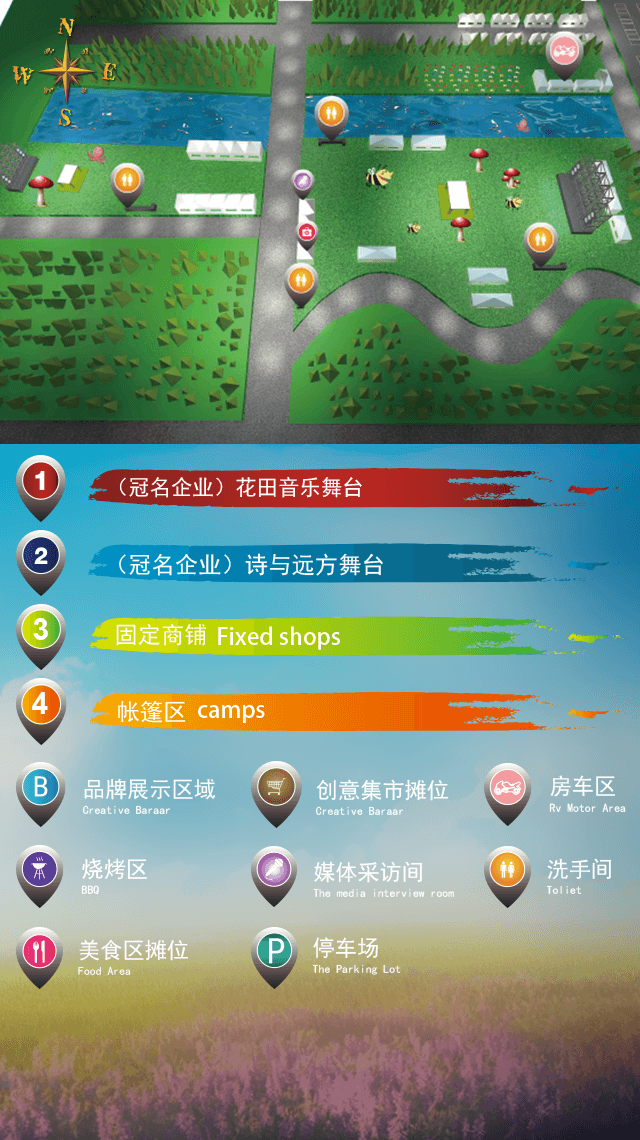 N
W E
S
1 （冠名企业）花田音乐舞台
2 （冠名企业）诗与远方舞台
3 固定商铺 Fixed shops
4 帐篷区 camps
B 品牌展示区域 创意集市摊位 房车区
Creative Baraar Creative Baraar Rv Motor Area
烧烤区 媒体采访间 洗手间
BBQ The media interview room Toliet
美食区摊位 P 停车场
Food Area The Parking Lot